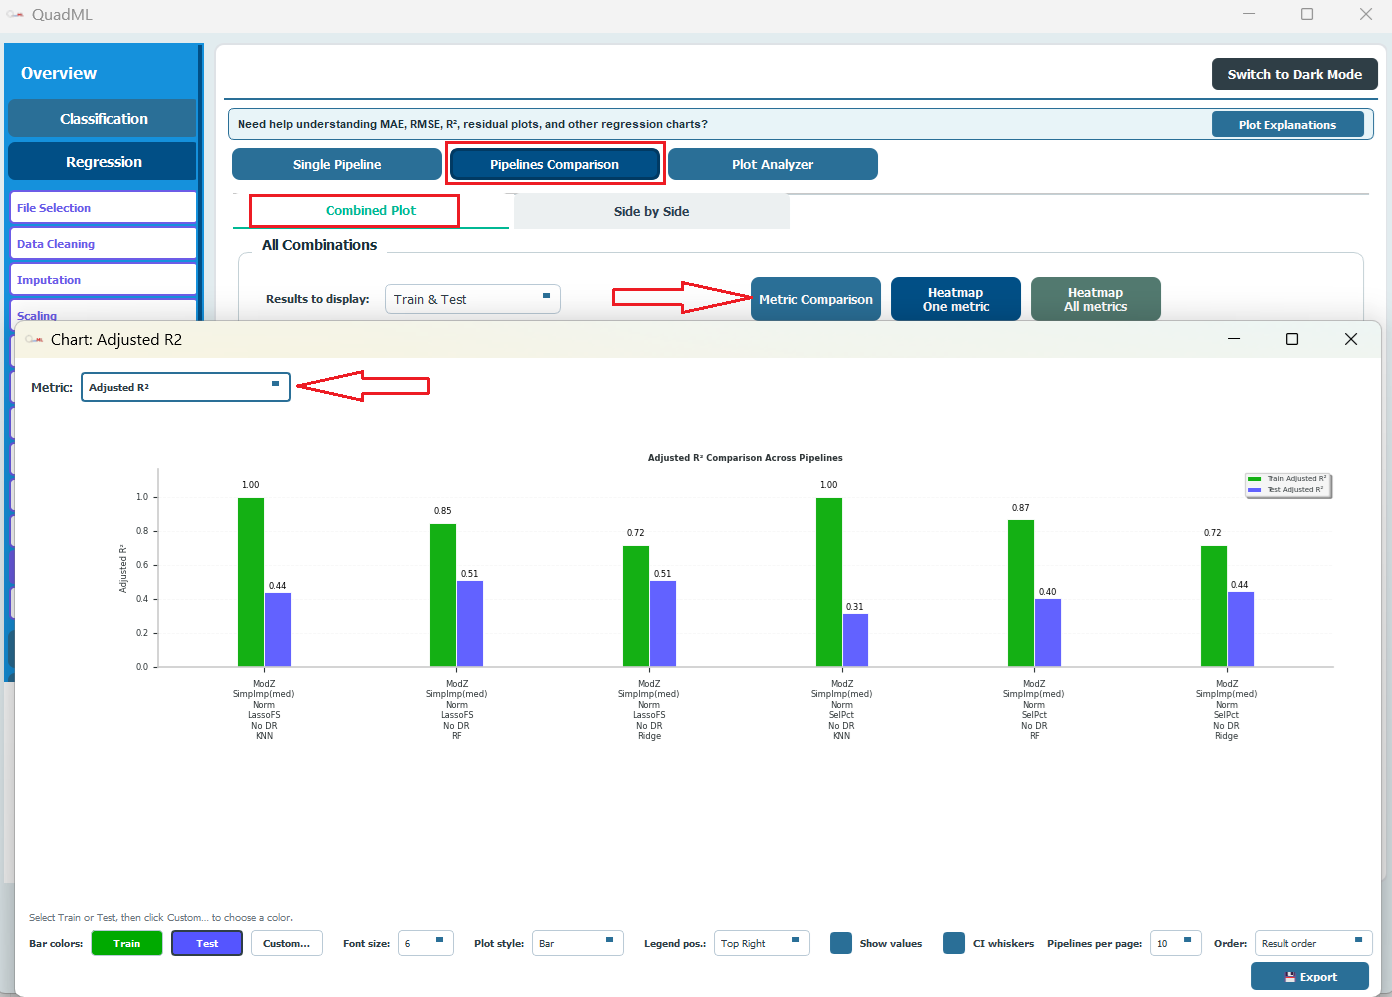 QuadML
Overview
Switch to Dark Mode
Classification
Need help understanding MAE, RMSE, R², residual plots, and other regression charts?
Plot Explanations
Regression
Single Pipeline
Pipelines Comparison
Plot Analyzer
File Selection
Combined Plot
Side by Side
Data Cleaning
All Combinations
Imputation
Results to display:
Train & Test
Metric Comparison
Heatmap
One metric
Heatmap
All metrics
Scaling
Chart: Adjusted R2
Metric:
Adjusted R²
Adjusted R² Comparison Across Pipelines
Train Adjusted R²
Test Adjusted R²
Adjusted R²
1.0
0.8
0.6
0.4
0.2
0.0
1.00
0.44
0.85
0.51
0.72
0.51
1.00
0.31
0.87
0.40
0.72
0.44
ModZ
SimpImp(med)
Norm
LassoFS
No DR
KNN
ModZ
SimpImp(med)
Norm
LassoFS
No DR
RF
ModZ
SimpImp(med)
Norm
LassoFS
No DR
Ridge
ModZ
SimpImp(med)
Norm
SelPct
No DR
KNN
ModZ
SimpImp(med)
Norm
SelPct
No DR
RF
ModZ
SimpImp(med)
Norm
SelPct
No DR
Ridge
Select Train or Test, then click Custom... to choose a color.
Bar colors:
Train
Test
Custom...
Font size:
6
Plot style:
Bar
Legend pos.:
Top Right
Show values
CI whiskers
Pipelines per page:
10
Order:
Result order
Export